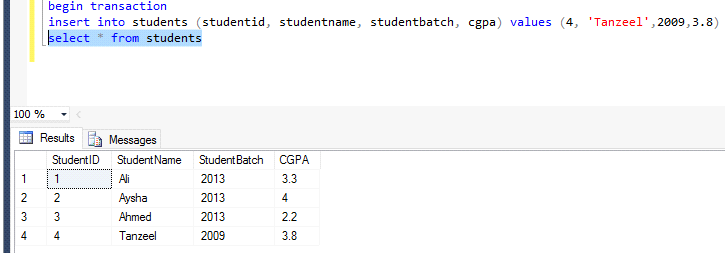 begin transaction
insert into students (studentid, studentname, studentbatch, cgpa) values (4, 'Tanzeel',2009,3.8)
select * from students
100 %
Results Messages
StudentID StudentName StudentBatch CGPA
1 1 Ali 2013 3.3
2 2 Aysha 2013 4
3 3 Ahmed 2013 2.2
4 4 Tanzeel 2009 3.8